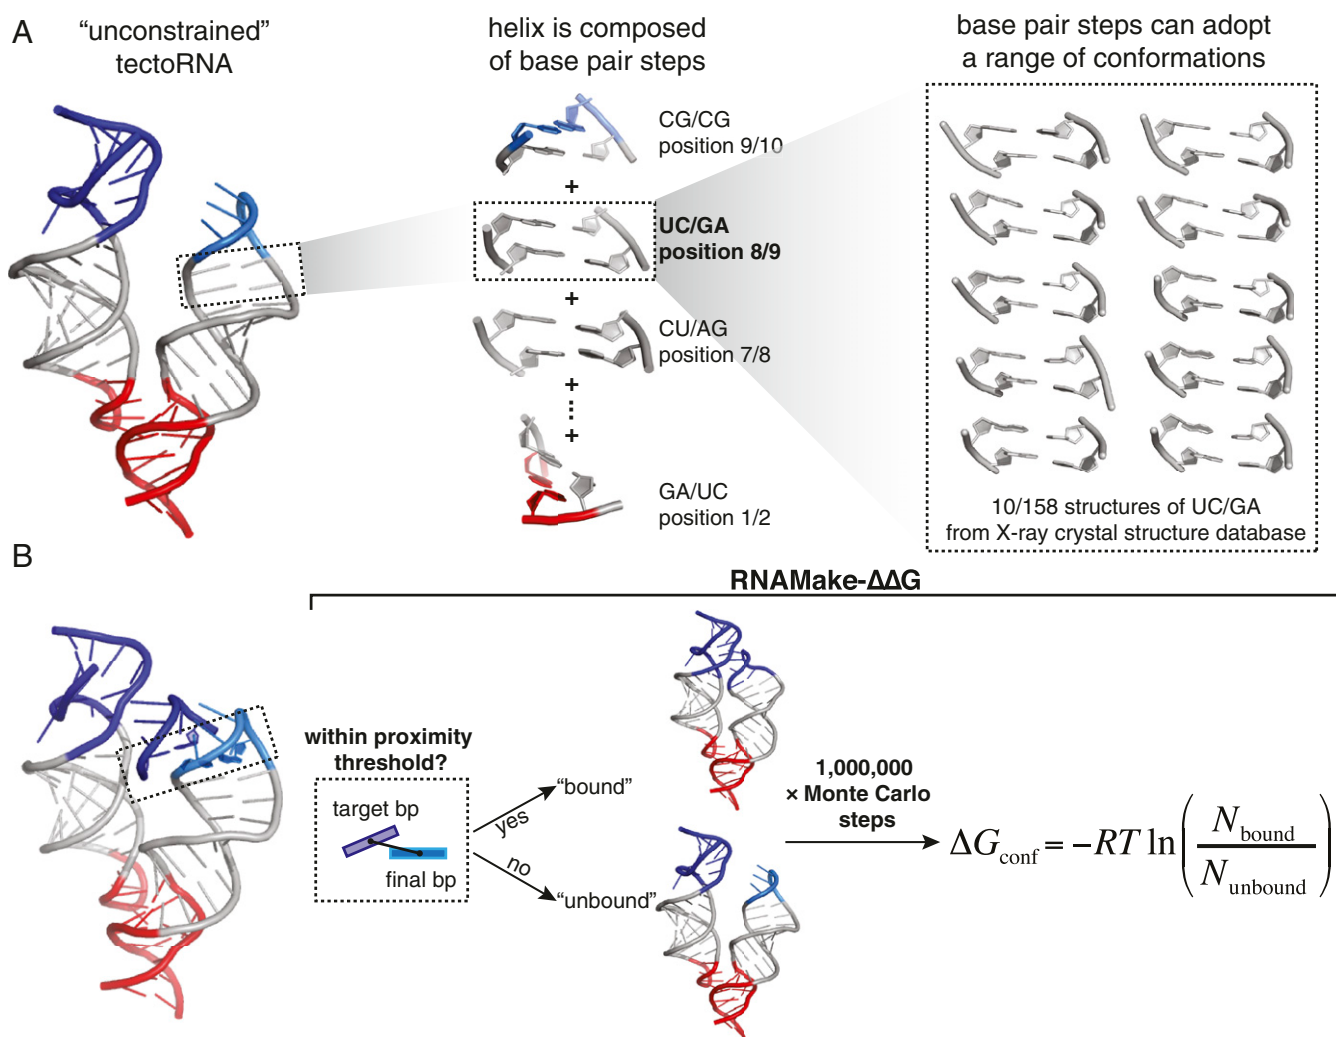 A
"unconstrained"
tectoRNA
helix is composed
of base pair steps
base pair steps can adopt
a range of conformations
CG/CG
position 9/10
+
UC/GA
position 8/9
+
CU/AG
position 7/8
+
+
GA/UC
position 1/2
10/158 structures of UC/GA
from X-ray crystal structure database
B
RNAMake-ΔΔG
within proximity
threshold?
target bp
final bp
yes
no
"bound"
"unbound"
1,000,000
× Monte Carlo
steps
ΔG_conf = −RT ln(N_bound / N_unbound)